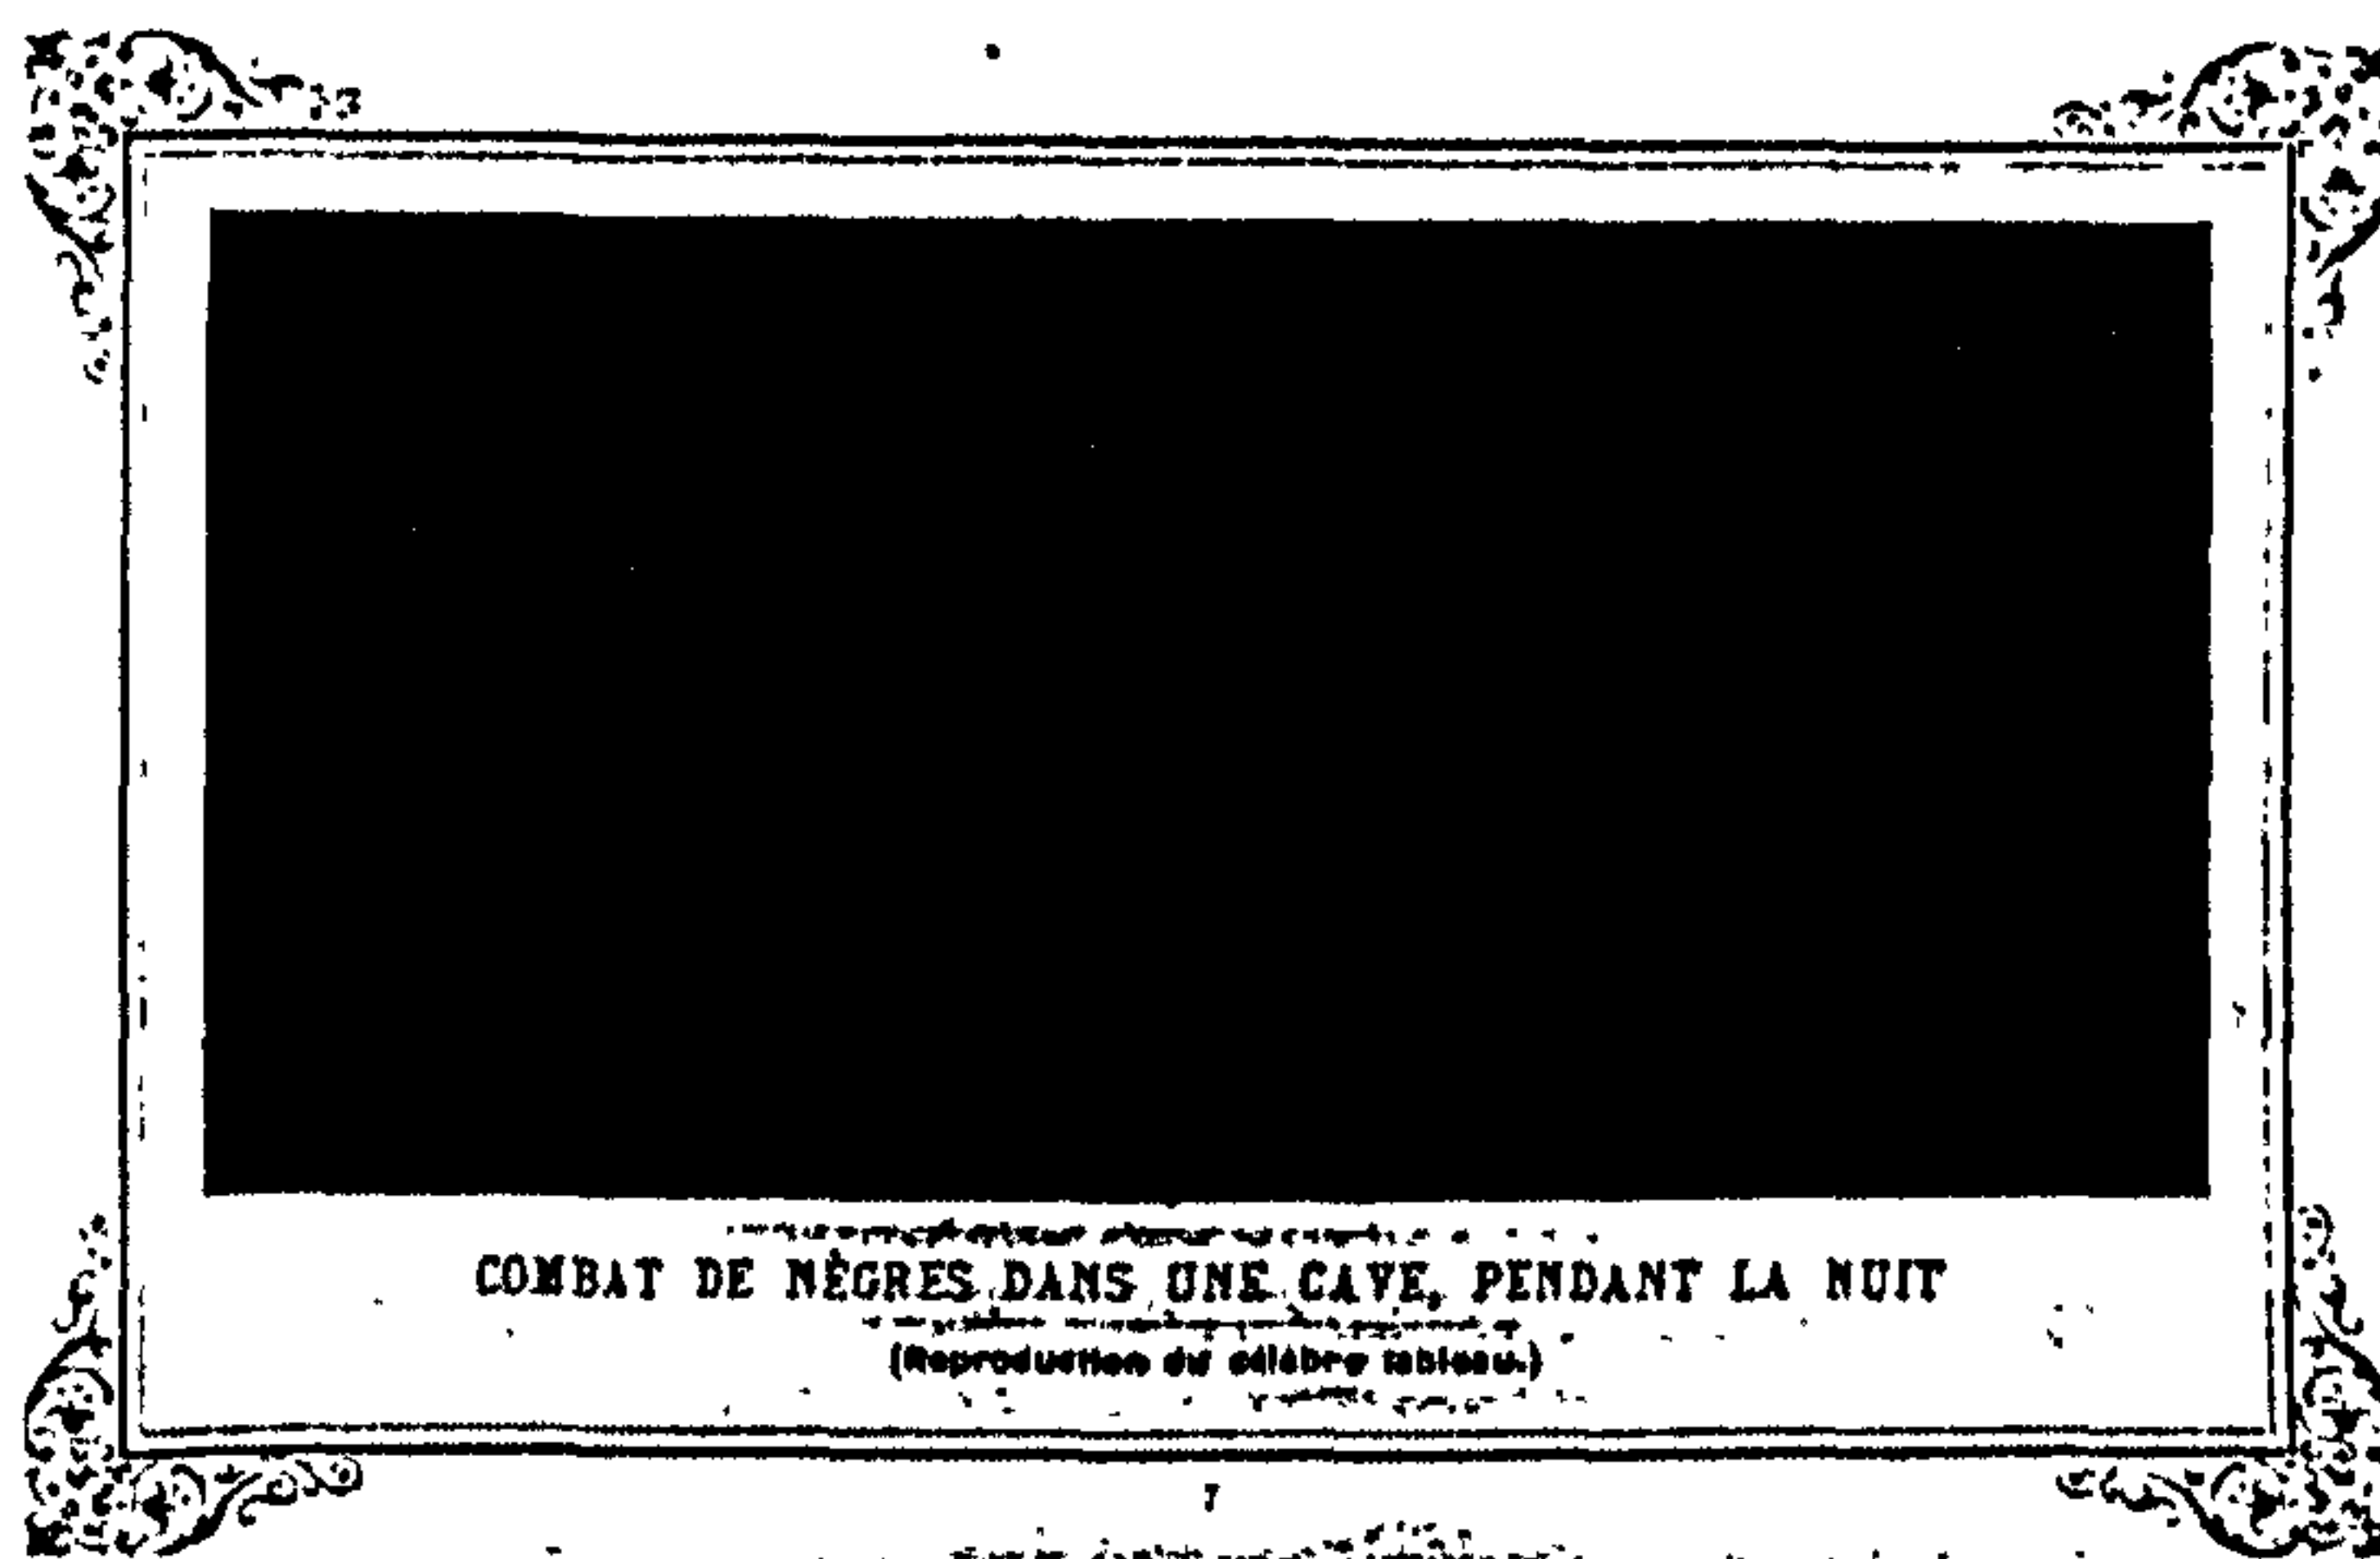 COMBAT DE NÈGRES DANS UNE CAVE, PENDANT LA NUIT
(Reproduction du célèbre tableau.)
7